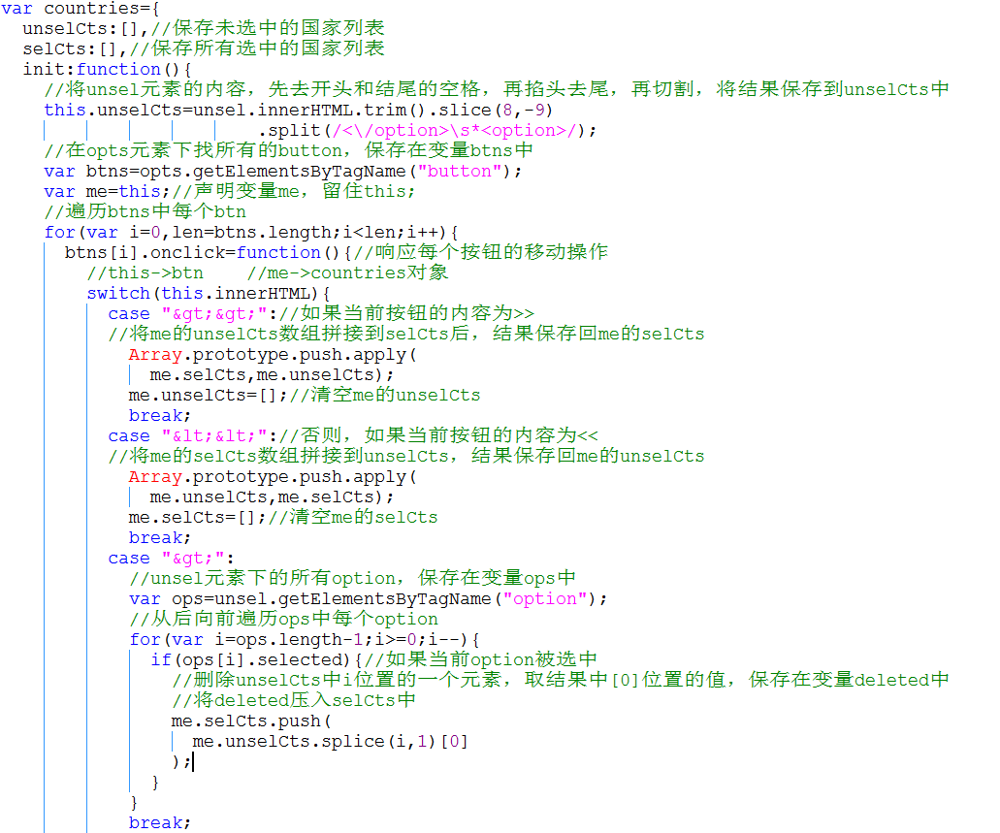 var countries={
unselCts:[],//保存未选中的国家列表
selCts:[],//保存所有选中的国家列表
init:function(){
//将unsel元素的内容，先去开头和结尾的空格，再掐头去尾，再切割，将结果保存到unselCts中
this.unselCts=unsel.innerHTML.trim().slice(8,-9)
.split(/<\/option>\s*<option>/);
//在opts元素下找所有的button，保存在变量btns中
var btns=opts.getElementsByTagName("button");
var me=this;//声明变量me，留住this;
//遍历btns中每个btn
for(var i=0,len=btns.length;i<len;i++){
btns[i].onclick=function(){//响应每个按钮的移动操作
//this->btn    //me->countries对象
switch(this.innerHTML){
case "&gt;&gt;"://如果当前按钮的内容为>>
//将me的unselCts数组拼接到selCts后，结果保存回me的selCts
Array.prototype.push.apply(
me.selCts,me.unselCts);
me.unselCts=[];//清空me的unselCts
break;
case "&lt;&lt;"://否则，如果当前按钮的内容为<<
//将me的selCts数组拼接到unselCts，结果保存回me的unselCts
Array.prototype.push.apply(
me.unselCts,me.selCts);
me.selCts=[];//清空me的selCts
break;
case "&gt;":
//unsel元素下的所有option，保存在变量ops中
var ops=unsel.getElementsByTagName("option");
//从后向前遍历ops中每个option
for(var i=ops.length-1;i>=0;i--){
if(ops[i].selected){//如果当前option被选中
//删除unselCts中i位置的一个元素，取结果中[0]位置的值，保存在变量deleted中
//将deleted压入selCts中
me.selCts.push(
me.unselCts.splice(i,1)[0]
);
}
}
break;